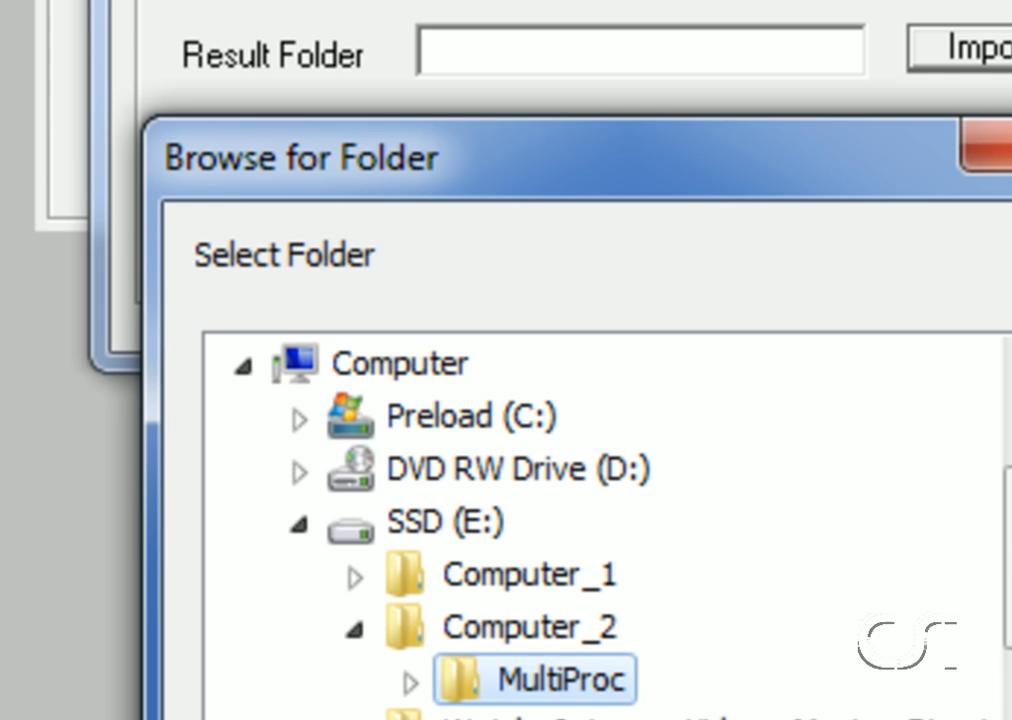 Result Folder
Browse for Folder
Select Folder
Computer
Preload (C:)
DVD RW Drive (D:)
SSD (E:)
Computer_1
Computer_2
MultiProc